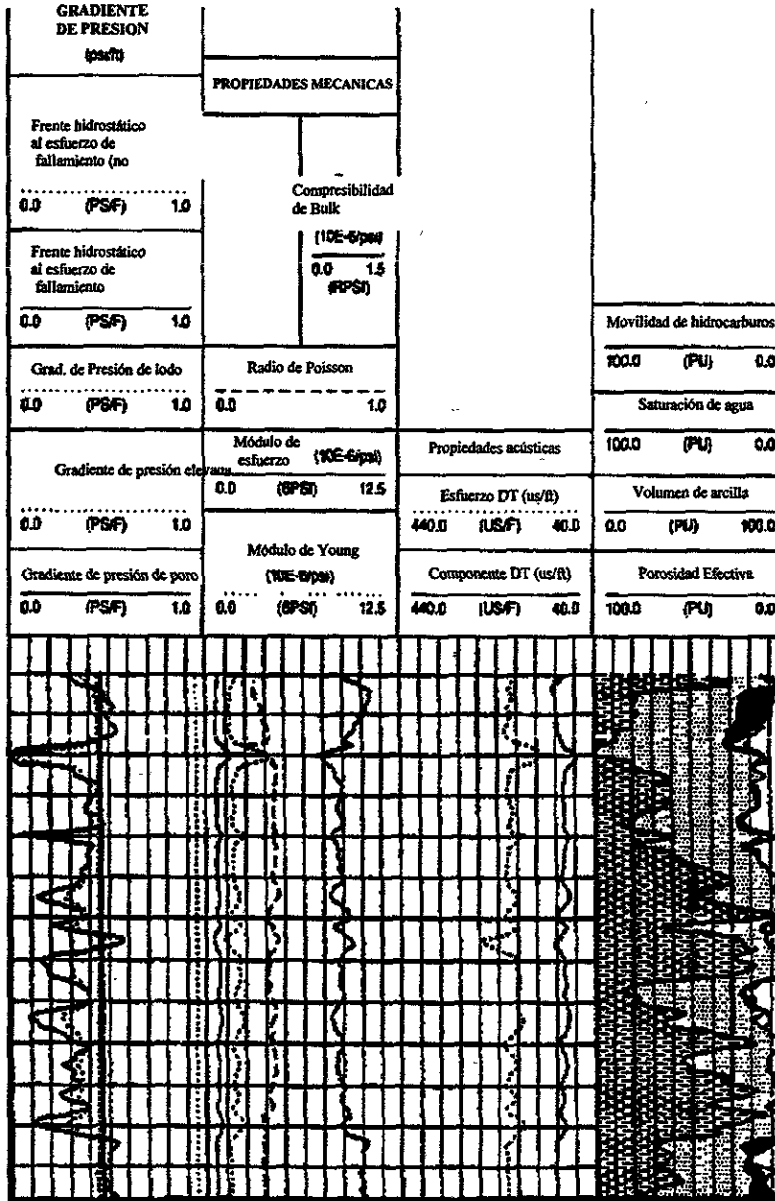 GRADIENTE
DE PRESION
(psi/ft)
Frente hidrostático
al esfuerzo de
fallamiento (no
0.0 (PS/F) 1.0
Frente hidrostático
al esfuerzo de
fallamiento
0.0 (PS/F) 1.0
Grad. de Presión de lodo
0.0 (PS/F) 1.0
Gradiente de presión elevana
0.0 (PS/F) 1.0
Gradiente de presión de poro
0.0 (PS/F) 1.0
PROPIEDADES MECANICAS
Compresibilidad
de Bulk
(10E-6/psi)
0.0 1.5
(RPSI)
Radio de Poisson
0.0 1.0
Módulo de
esfuerzo (10E-6/psi)
0.0 (6PSI) 12.5
Módulo de Young
(10E-6/psi)
0.0 (6PSI) 12.5
Propiedades acústicas
Esfuerzo DT (us/ft)
440.0 (US/F) 40.0
Componente DT (us/ft)
440.0 (US/F) 40.0
Movilidad de hidrocarburos
100.0 (PU) 0.0
Saturación de agua
100.0 (PU) 0.0
Volumen de arcilla
0.0 (PU) 100.0
Porosidad Efectiva
100.0 (PU) 0.0